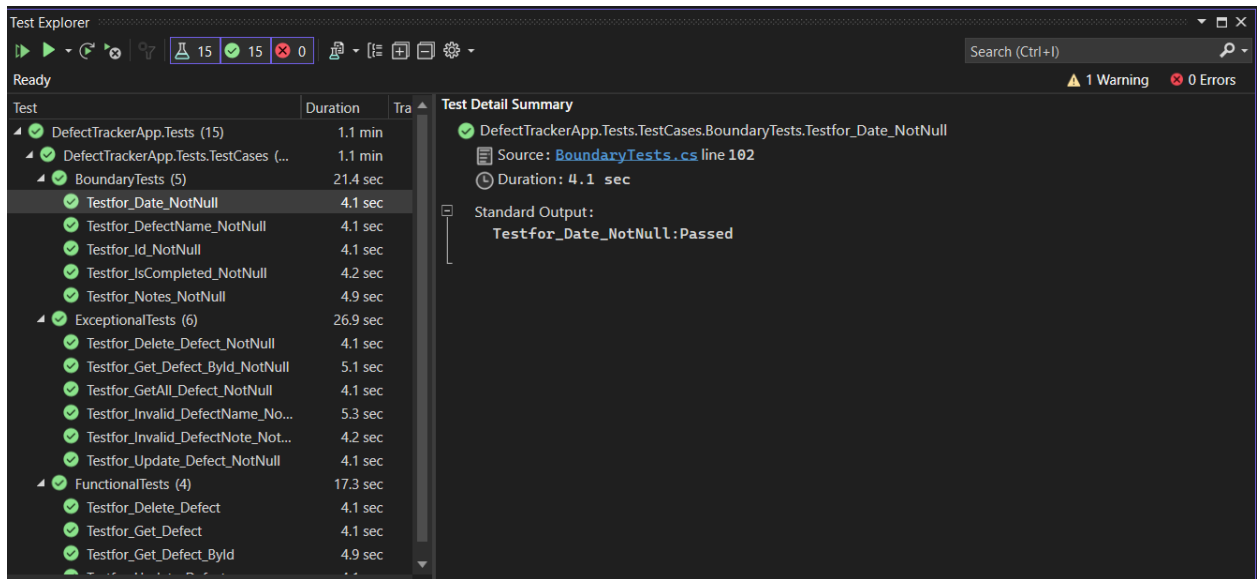 Test Explorer
15 15 0
Search (Ctrl+I)
Ready
1 Warning 0 Errors
Test Duration Tra
DefectTrackerApp.Tests (15) 1.1 min
DefectTrackerApp.Tests.TestCases (... 1.1 min
BoundaryTests (5) 21.4 sec
Testfor_Date_NotNull 4.1 sec
Testfor_DefectName_NotNull 4.1 sec
Testfor_Id_NotNull 4.1 sec
Testfor_IsCompleted_NotNull 4.2 sec
Testfor_Notes_NotNull 4.9 sec
ExceptionalTests (6) 26.9 sec
Testfor_Delete_Defect_NotNull 4.1 sec
Testfor_Get_Defect_ById_NotNull 5.1 sec
Testfor_GetAll_Defect_NotNull 4.1 sec
Testfor_Invalid_DefectName_No... 5.3 sec
Testfor_Invalid_DefectNote_Not... 4.2 sec
Testfor_Update_Defect_NotNull 4.1 sec
FunctionalTests (4) 17.3 sec
Testfor_Delete_Defect 4.1 sec
Testfor_Get_Defect 4.1 sec
Testfor_Get_Defect_ById 4.9 sec
Test Detail Summary
DefectTrackerApp.Tests.TestCases.BoundaryTests.Testfor_Date_NotNull
Source: BoundaryTests.cs line 102
Duration: 4.1 sec
Standard Output:
Testfor_Date_NotNull:Passed